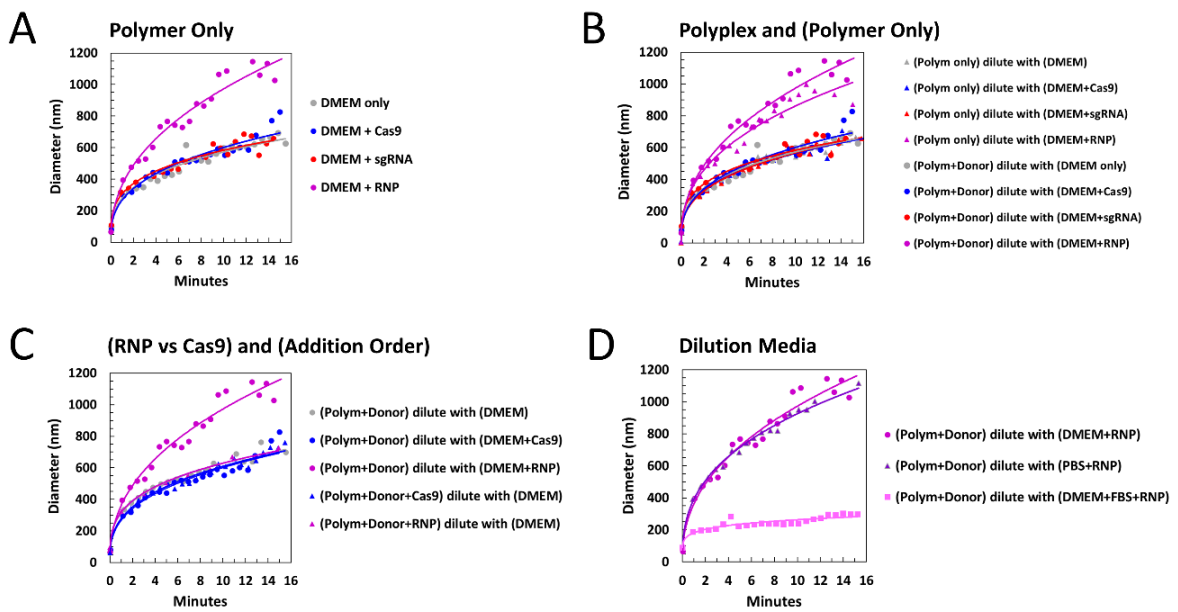 A
Polymer Only
Diameter (nm)
1200
1000
800
600
400
200
0
0 2 4 6 8 10 12 14 16
Minutes
DMEM only
DMEM + Cas9
DMEM + sgRNA
DMEM + RNP
B
Polyplex and (Polymer Only)
Diameter (nm)
1200
1000
800
600
400
200
0
0 2 4 6 8 10 12 14 16
Minutes
(Polym only) dilute with (DMEM)
(Polym only) dilute with (DMEM+Cas9)
(Polym only) dilute with (DMEM+sgRNA)
(Polym only) dilute with (DMEM+RNP)
(Polym+Donor) dilute with (DMEM only)
(Polym+Donor) dilute with (DMEM+Cas9)
(Polym+Donor) dilute with (DMEM+sgRNA)
(Polym+Donor) dilute with (DMEM+RNP)
C
(RNP vs Cas9) and (Addition Order)
Diameter (nm)
1200
1000
800
600
400
200
0
0 2 4 6 8 10 12 14 16
Minutes
(Polym+Donor) dilute with (DMEM)
(Polym+Donor) dilute with (DMEM+Cas9)
(Polym+Donor) dilute with (DMEM+RNP)
(Polym+Donor+Cas9) dilute with (DMEM)
(Polym+Donor+RNP) dilute with (DMEM)
D
Dilution Media
Diameter (nm)
1200
1000
800
600
400
200
0
0 2 4 6 8 10 12 14 16
Minutes
(Polym+Donor) dilute with (DMEM+RNP)
(Polym+Donor) dilute with (PBS+RNP)
(Polym+Donor) dilute with (DMEM+FBS+RNP)